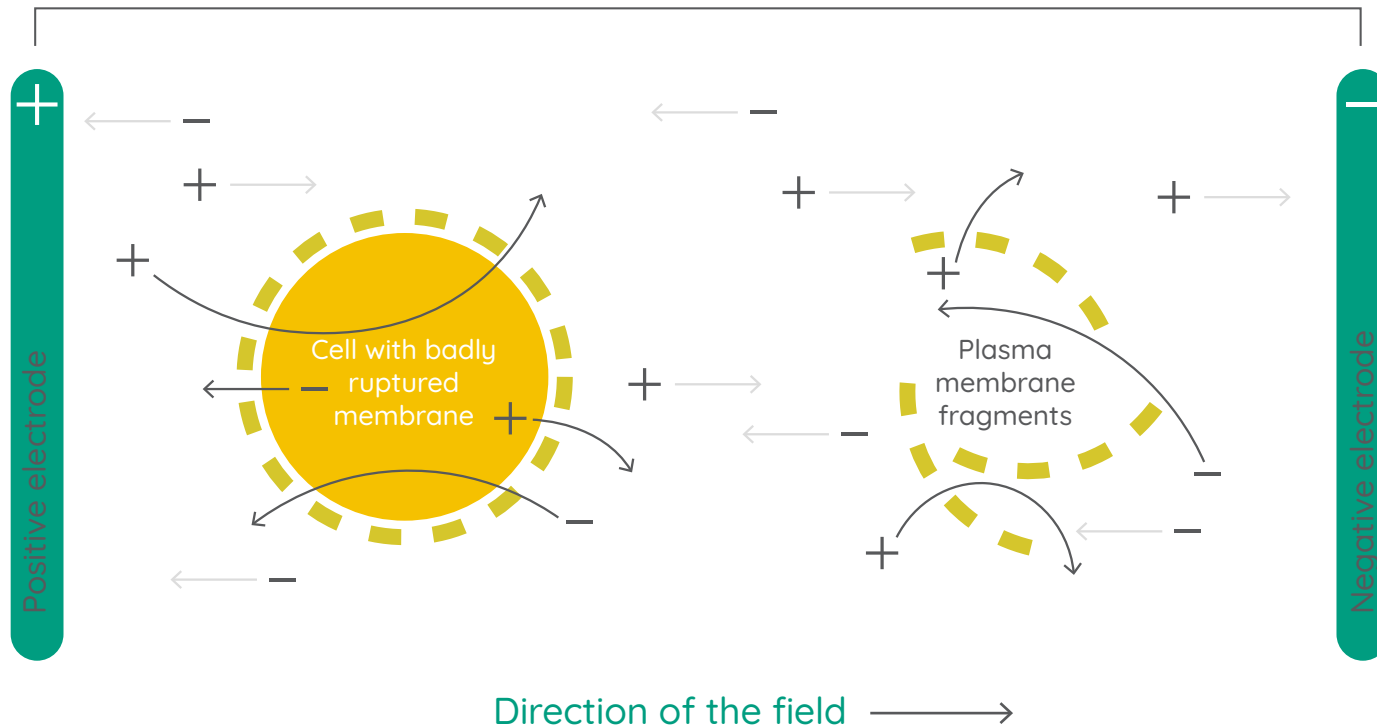 Positive electrode
Cell with badly
ruptured
membrane
Plasma
membrane
fragments
Negative electrode
Direction of the field